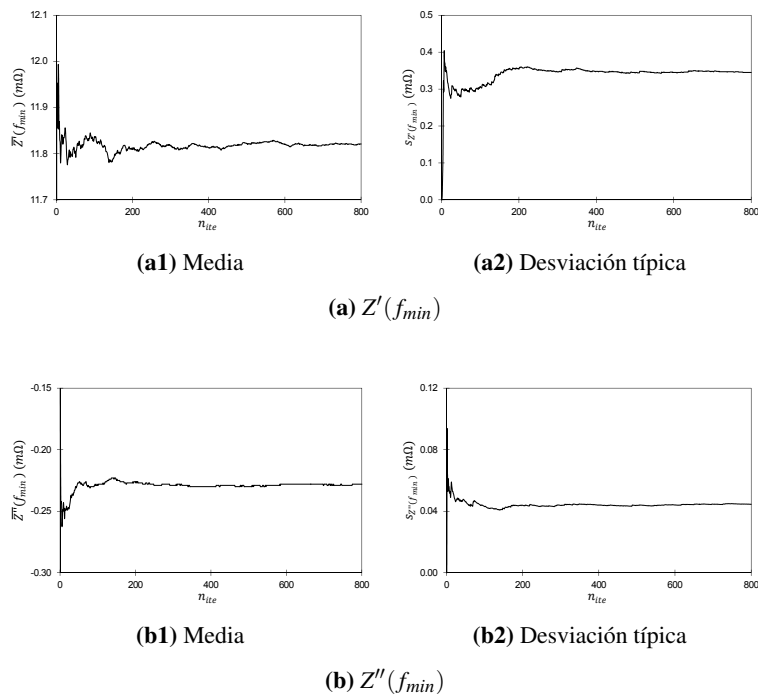 12.1
12.0
11.9
11.8
11.7
0
200
400
600
800
Z̅'(f_min) (mΩ)
n_ite
(a1) Media
0.5
0.4
0.3
0.2
0.1
0.0
0
200
400
600
800
s_Z'(f_min) (mΩ)
n_ite
(a2) Desviación típica
(a) Z'(f_min)
-0.15
-0.20
-0.25
-0.30
0
200
400
600
800
Z̅''(f_min) (mΩ)
n_ite
(b1) Media
0.12
0.08
0.04
0.00
0
200
400
600
800
s_Z''(f_min) (mΩ)
n_ite
(b2) Desviación típica
(b) Z''(f_min)